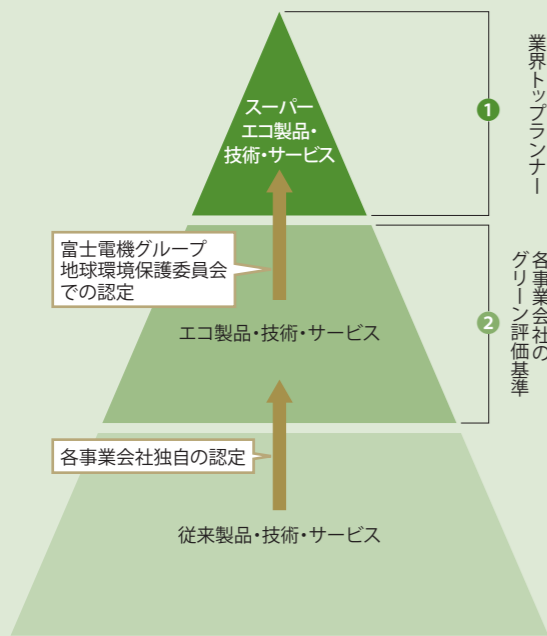 スーパー
エコ製品・
技術・サービス
❶
業界トップランナー
富士電機グループ
地球環境保護委員会
での認定
エコ製品・技術・サービス
❷
各事業会社の
グリーン評価基準
各事業会社独自の認定
従来製品・技術・サービス